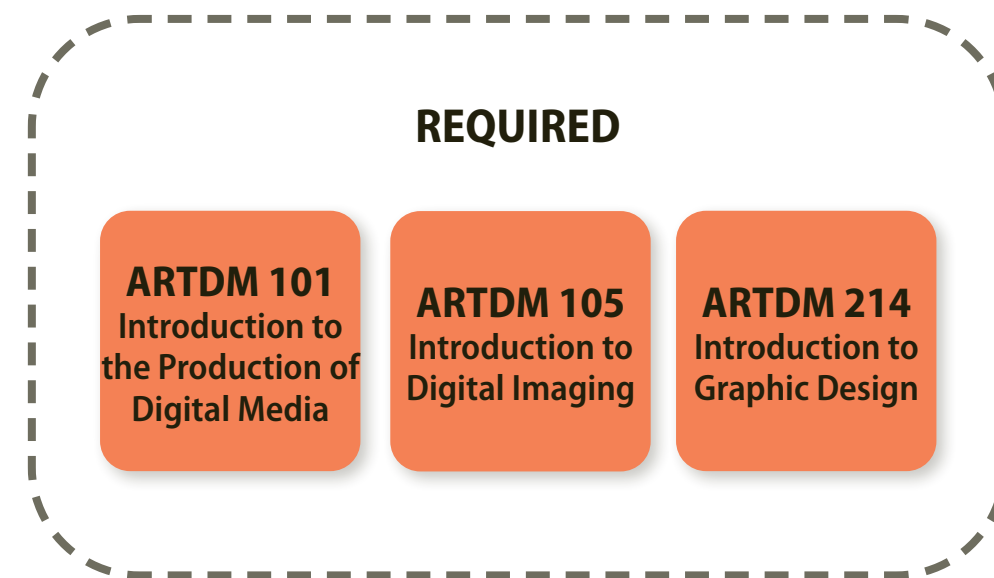 REQUIRED
ARTDM 101
Introduction to
the Production of
Digital Media
ARTDM 105
Introduction to
Digital Imaging
ARTDM 214
Introduction to
Graphic Design